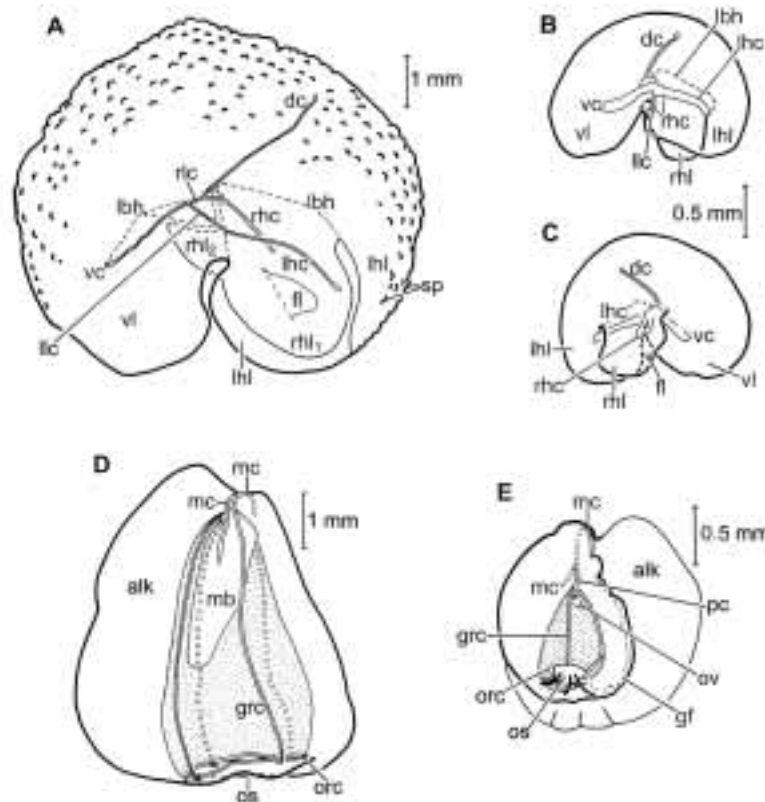 A
1 mm
dc
rlc
lbh
lbh
rhc
rhl2
vc
lhc
lhl
fl
?sp
vl
rhl1
llc
lhl
B
lbh
dc
lhc
vc
rhc
vl
lhl
llc
rhl
0.5 mm
C
dc
lhc
vc
lhl
rhc
fl
vl
rhl
D
mc
mc
1 mm
alk
mb
grc
orc
os
E
mc
0.5 mm
alk
mc
pc
grc
ov
orc
gf
os